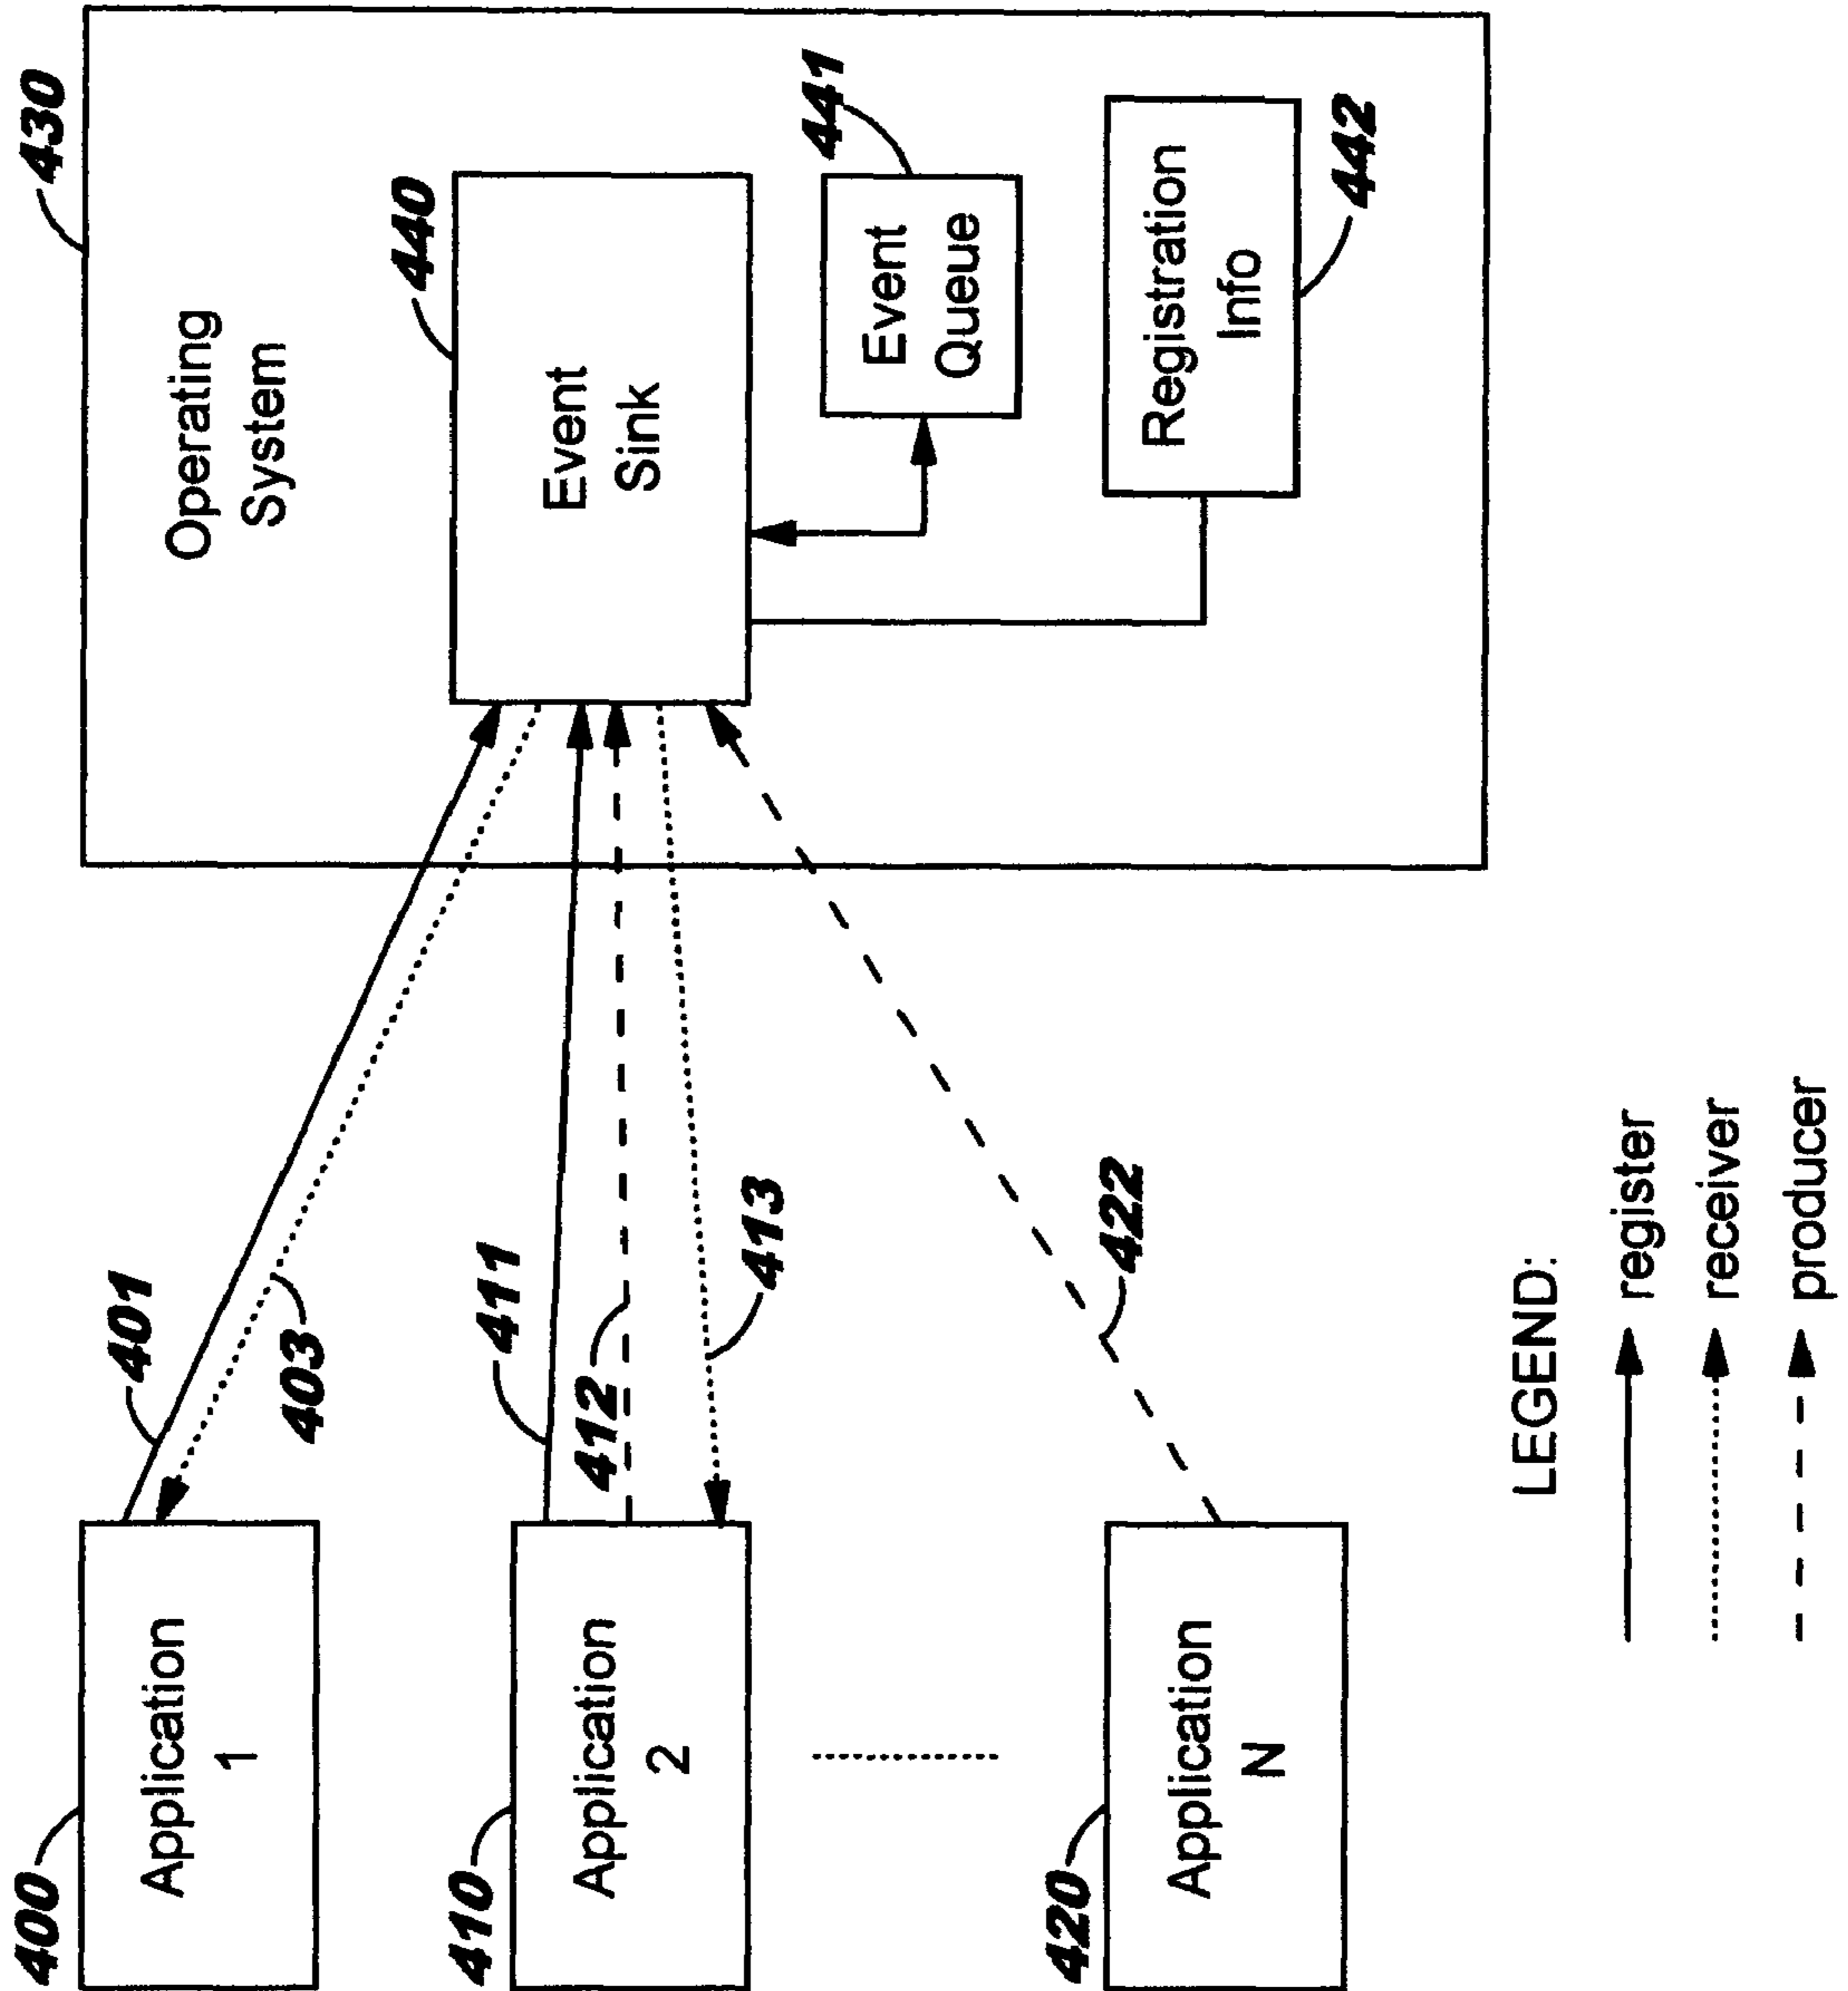 400
Application
1
401
403
410
Application
2
411
412
413
420
Application
N
422
430
Operating
System
440
Event
Sink
441
Event
Queue
442
Registration
Info
LEGEND:
register
receiver
producer